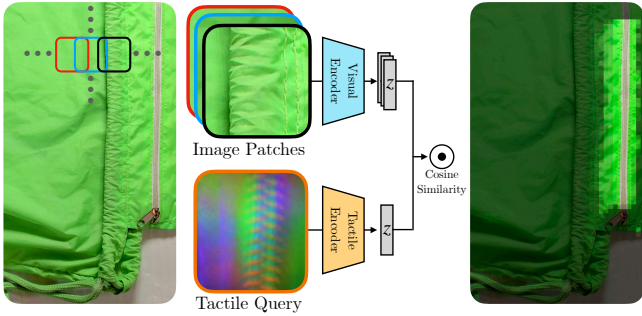 Visual
Encoder
z
Image Patches
Cosine
Similarity
Tactile
Encoder
z
Tactile Query